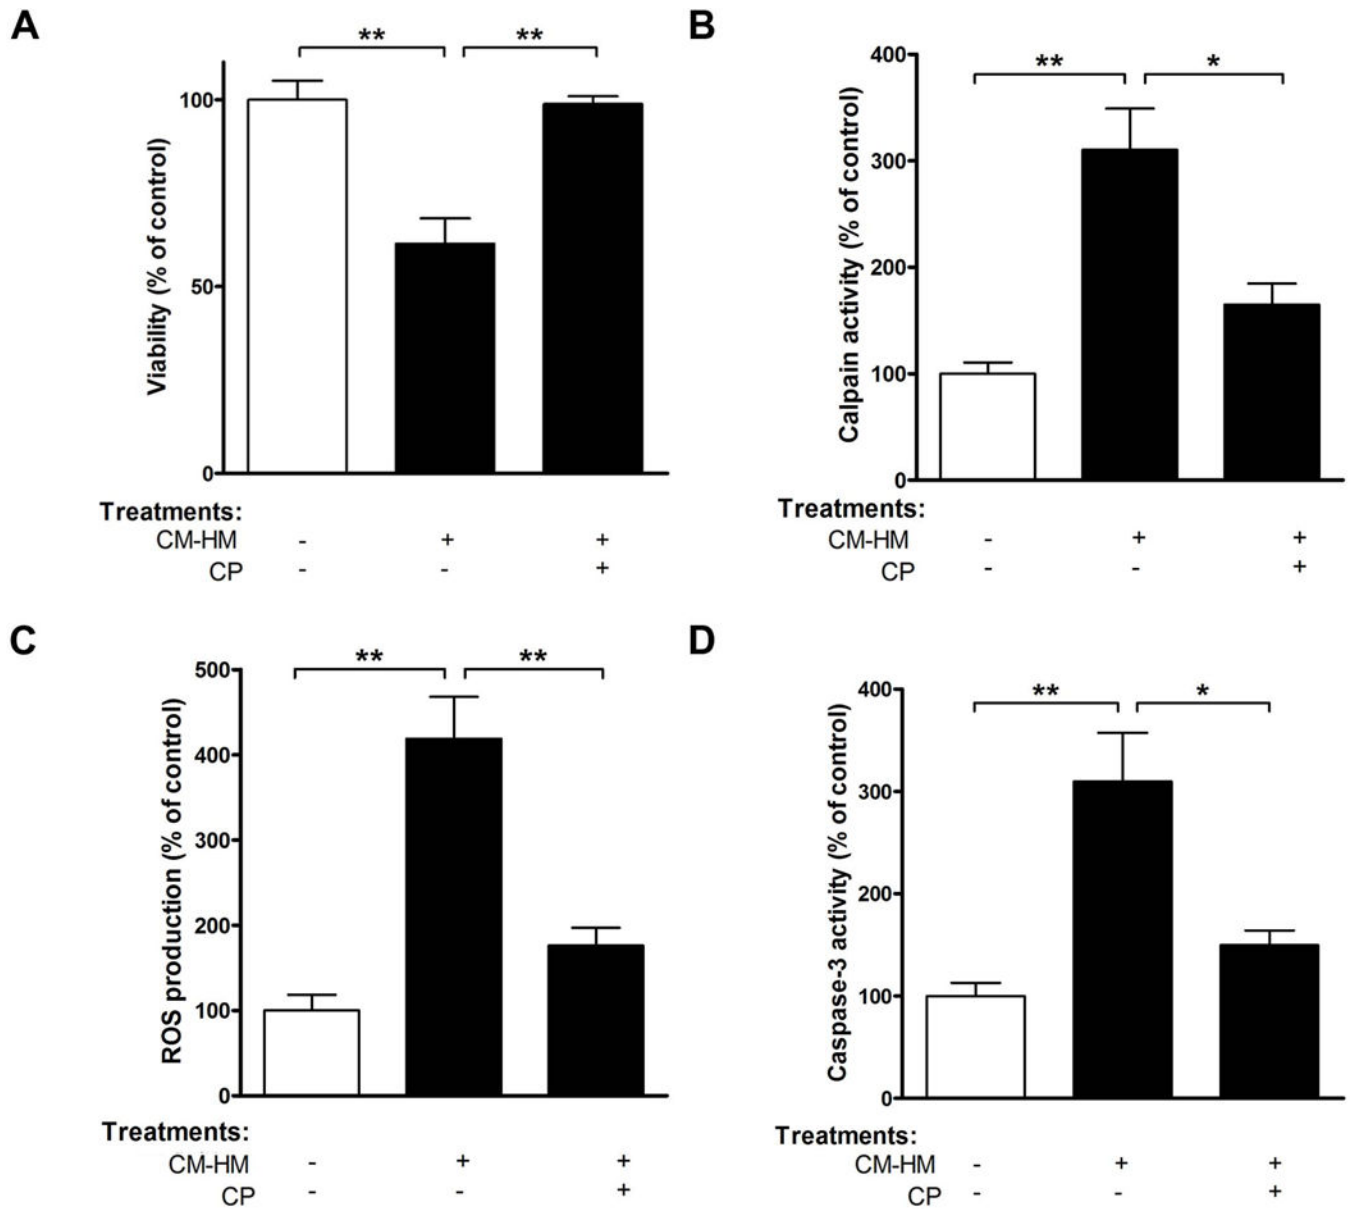 A
** **
Viability (% of control)
100
50
0
Treatments:
CM-HM - + +
CP - - +
B
** *
Calpain activity (% of control)
400
300
200
100
0
Treatments:
CM-HM - + +
CP - - +
C
** **
ROS production (% of control)
500
400
300
200
100
0
Treatments:
CM-HM - + +
CP - - +
D
** *
Caspase-3 activity (% of control)
400
300
200
100
0
Treatments:
CM-HM - + +
CP - - +